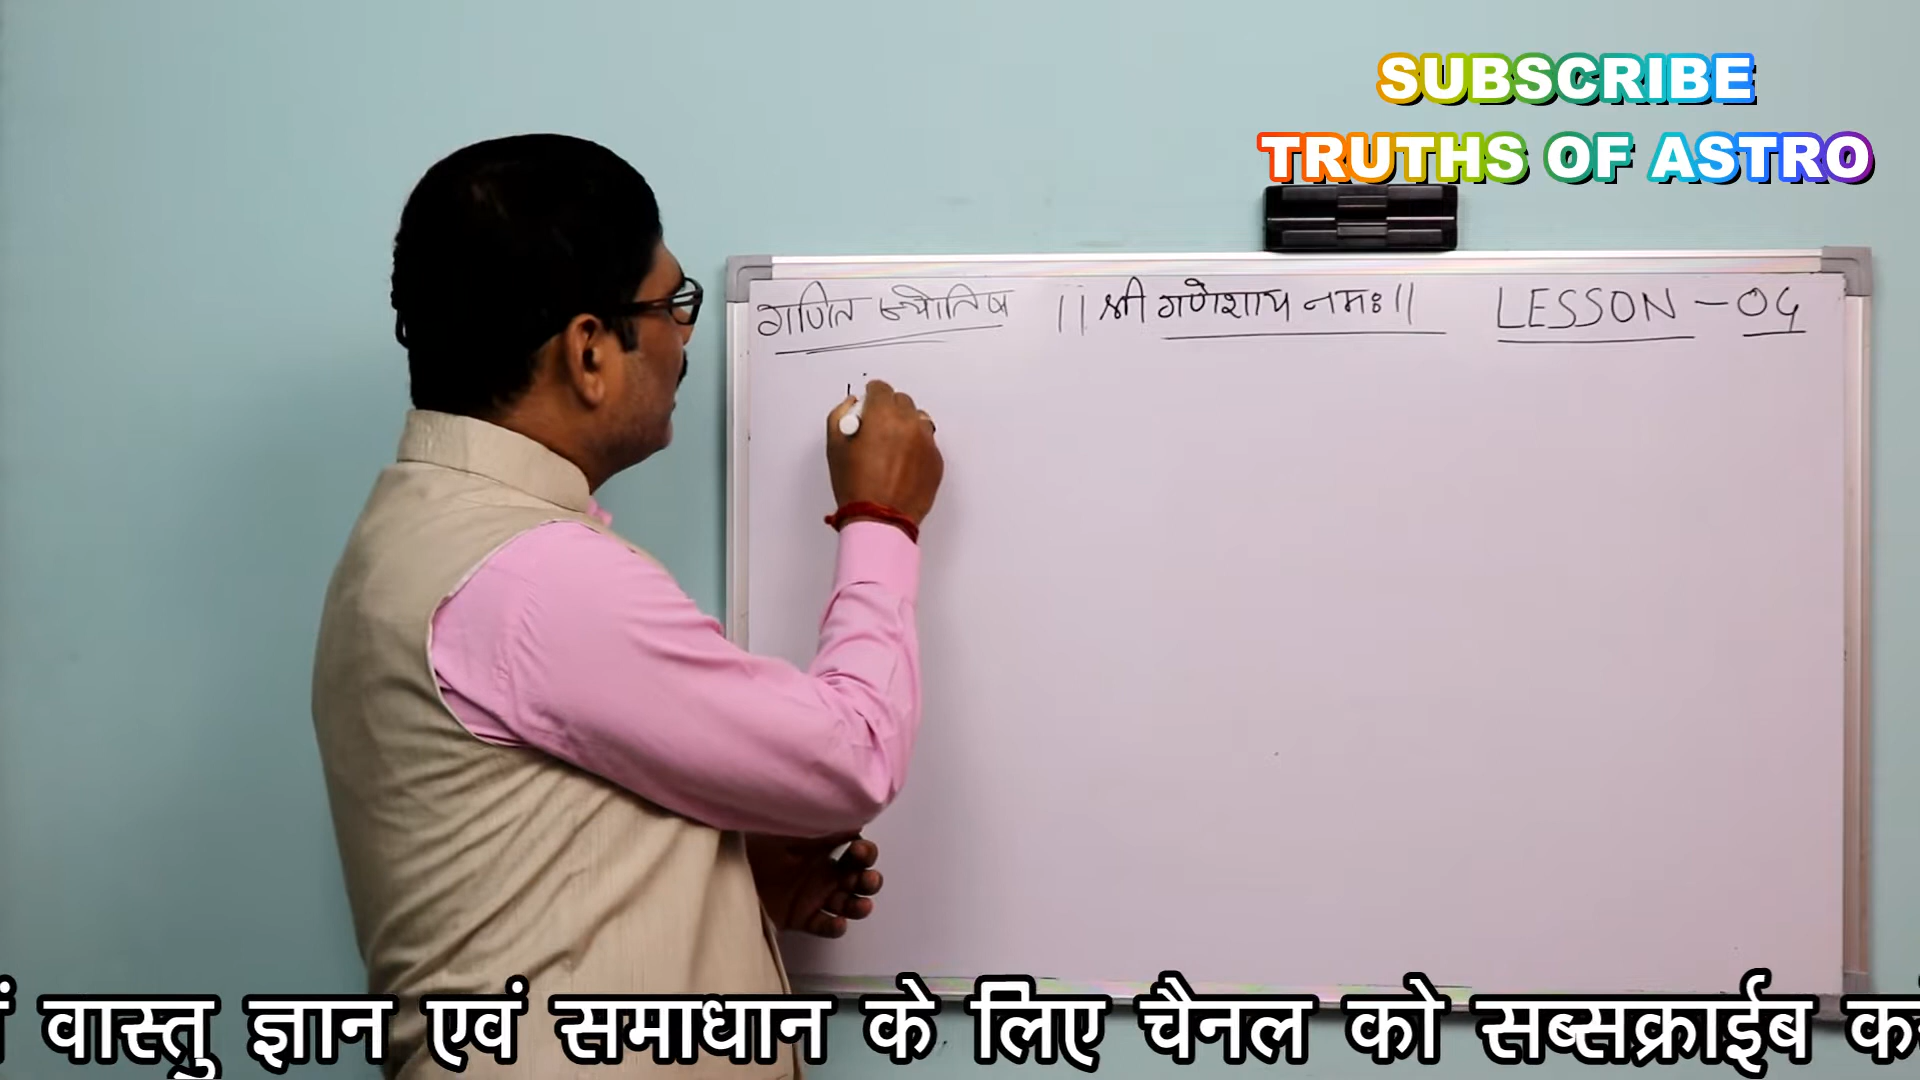 SUBSCRIBE
TRUTHS OF ASTRO
गणित ज्योतिष ||श्री गणेशाय नमः|| LESSON - 04
वास्तु ज्ञान एवं समाधान के लिए चैनल को सब्सक्राईब